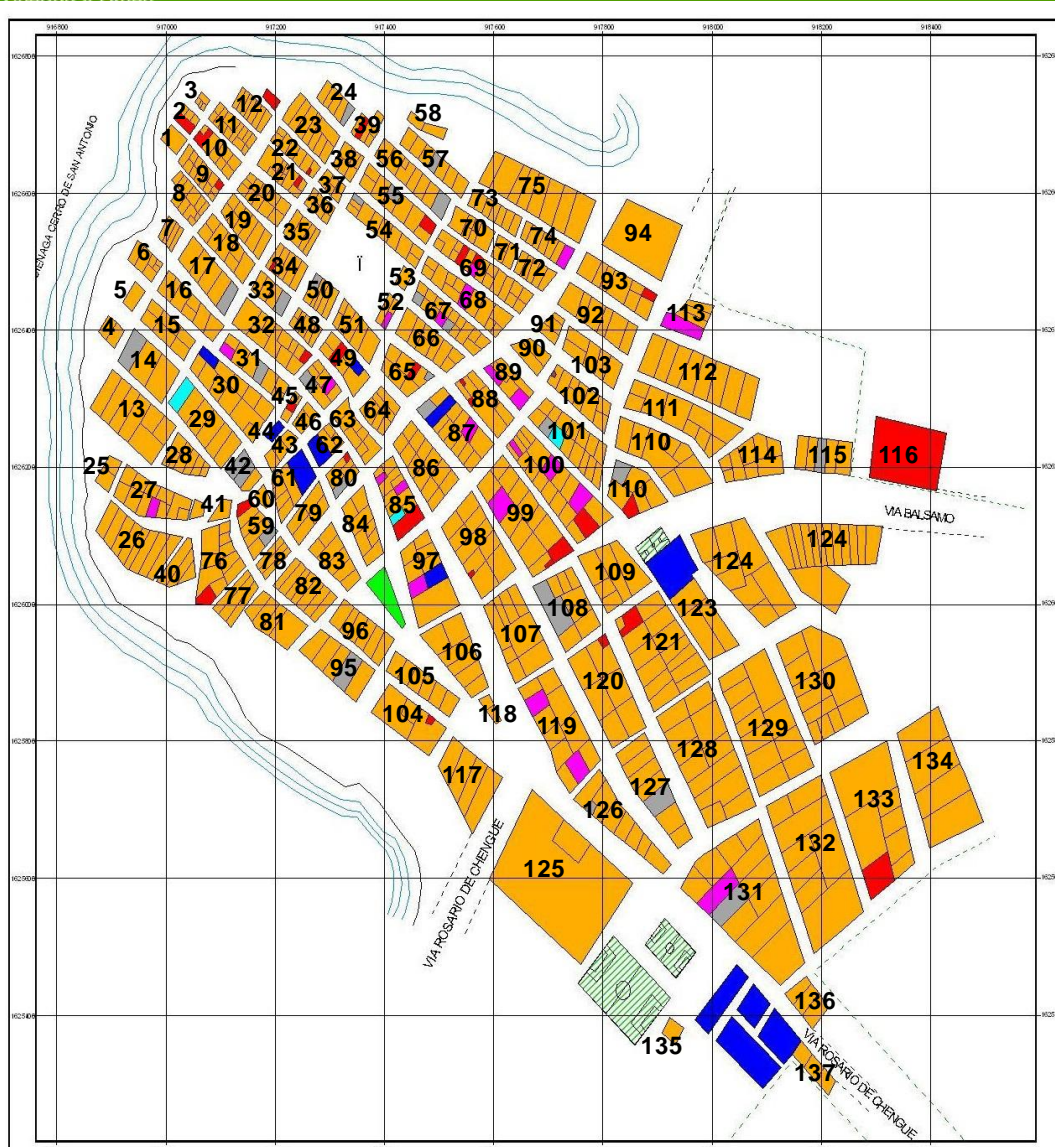 916800 917000 917200 917400 917600 917800 918000 918200 918400
3 24
2 12 58
1 11 23 39
10 22 38 56 57
9 21 37 55 75
8 20 36 73
7 19 35 54 70 74 94
6 18 34 71
17 53 69 72 93
5 16 33 50 52 68 113
4 15 32 48 51 67 91 92
14 31 49 66 90 103 112
30 47 65 89 102
13 29 45 64 88 111
46 63 87 101 110
28 44 43 62 114 115 116
25 42 61 80 86 100
27 41 60 79 85 99 110
26 59 84 98 124 124
40 76 78 83 97 109
77 82 108 123
81 96 107 121
95 105 106 120 130
104 118 119 129
117 128 134
127 133
126 132
125 131
136
135
137
CIENAGA CERRO DE SAN ANTONIO
VIA BALSAMO
VIA ROSARIO DE CHENGUE
VIA ROSARIO DE CHENGUE